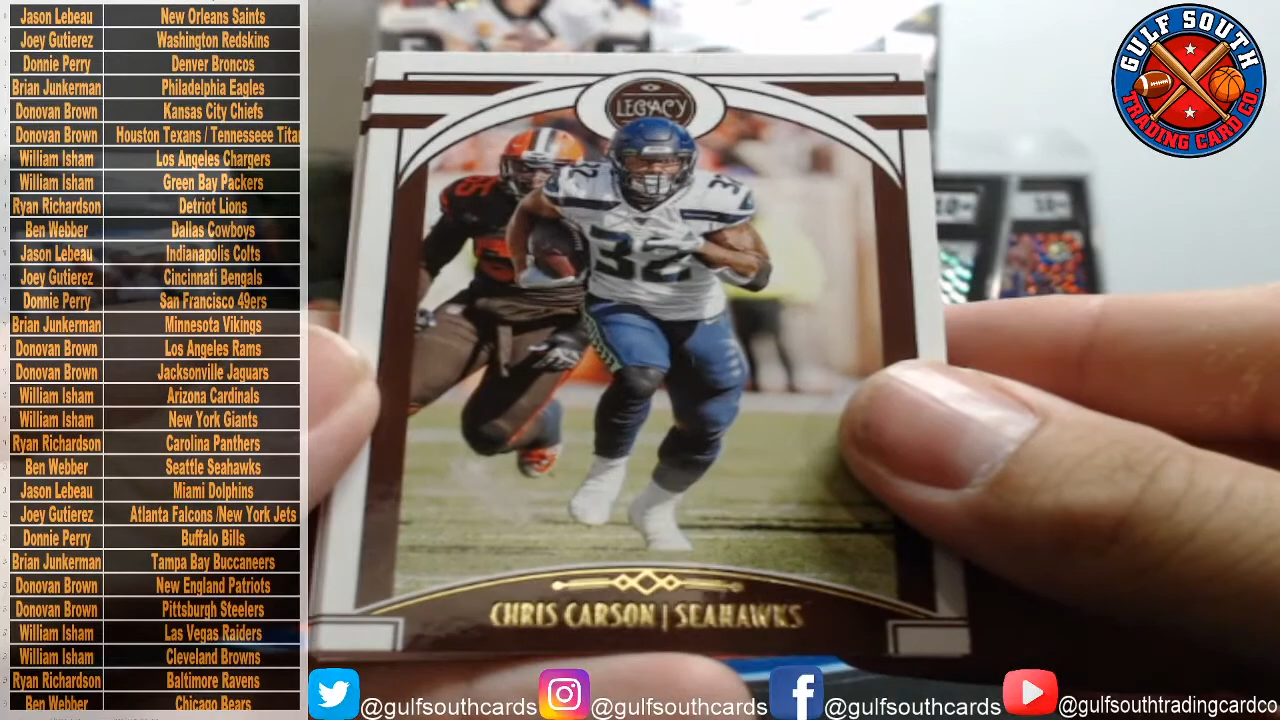 Jason Lebeau New Orleans Saints
Joey Gutierez Washington Redskins
Donnie Perry Denver Broncos
Brian Junkerman Philadelphia Eagles
Donovan Brown Kansas City Chiefs
Donovan Brown Houston Texans / Tennesseee Tita
William Isham Los Angeles Chargers
William Isham Green Bay Packers
Ryan Richardson Detriot Lions
Ben Webber Dallas Cowboys
Jason Lebeau Indianapolis Colts
Joey Gutierez Cincinnati Bengals
Donnie Perry San Francisco 49ers
Brian Junkerman Minnesota Vikings
Donovan Brown Los Angeles Rams
Donovan Brown Jacksonville Jaguars
William Isham Arizona Cardinals
William Isham New York Giants
Ryan Richardson Carolina Panthers
Ben Webber Seattle Seahawks
Jason Lebeau Miami Dolphins
Joey Gutierez Atlanta Falcons /New York Jets
Donnie Perry Buffalo Bills
Brian Junkerman Tampa Bay Buccaneers
Donovan Brown New England Patriots
Donovan Brown Pittsburgh Steelers
William Isham Las Vegas Raiders
William Isham Cleveland Browns
Ryan Richardson Baltimore Ravens
Ben Webber Chicago Bears
LEGACY
32
32
32
CHRIS CARSON | SEAHAWKS
GULF SOUTH
TRADING CARD CO.
@gulfsouthcards
@gulfsouthcards
@gulfsouthcards
@gulfsouthtradingcardco